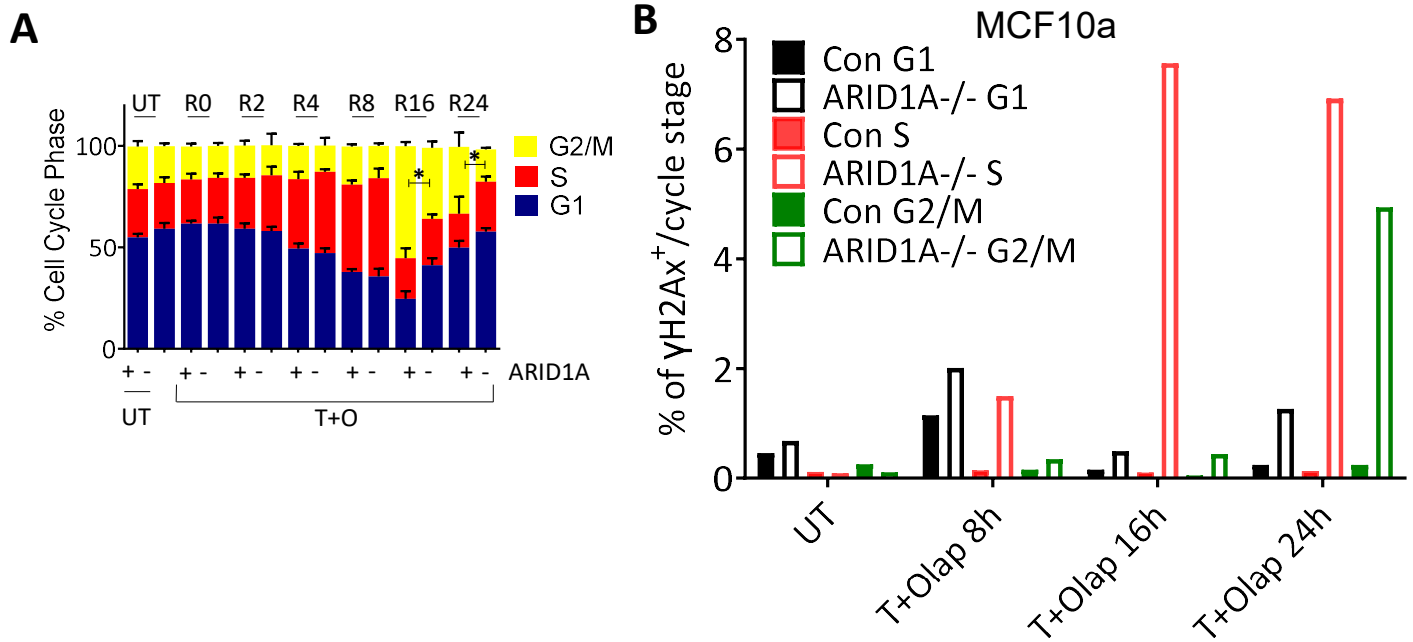 A
UT R0 R2 R4 R8 R16 R24
% Cell Cycle Phase
100
50
0
* *
G2/M
S
G1
+ - + - + - + - + - + - + - ARID1A
UT T+O
B
MCF10a
% of γH2Ax+/cycle stage
8
6
4
2
0
Con G1
ARID1A-/- G1
Con S
ARID1A-/- S
Con G2/M
ARID1A-/- G2/M
UT
T+Olap 8h
T+Olap 16h
T+Olap 24h